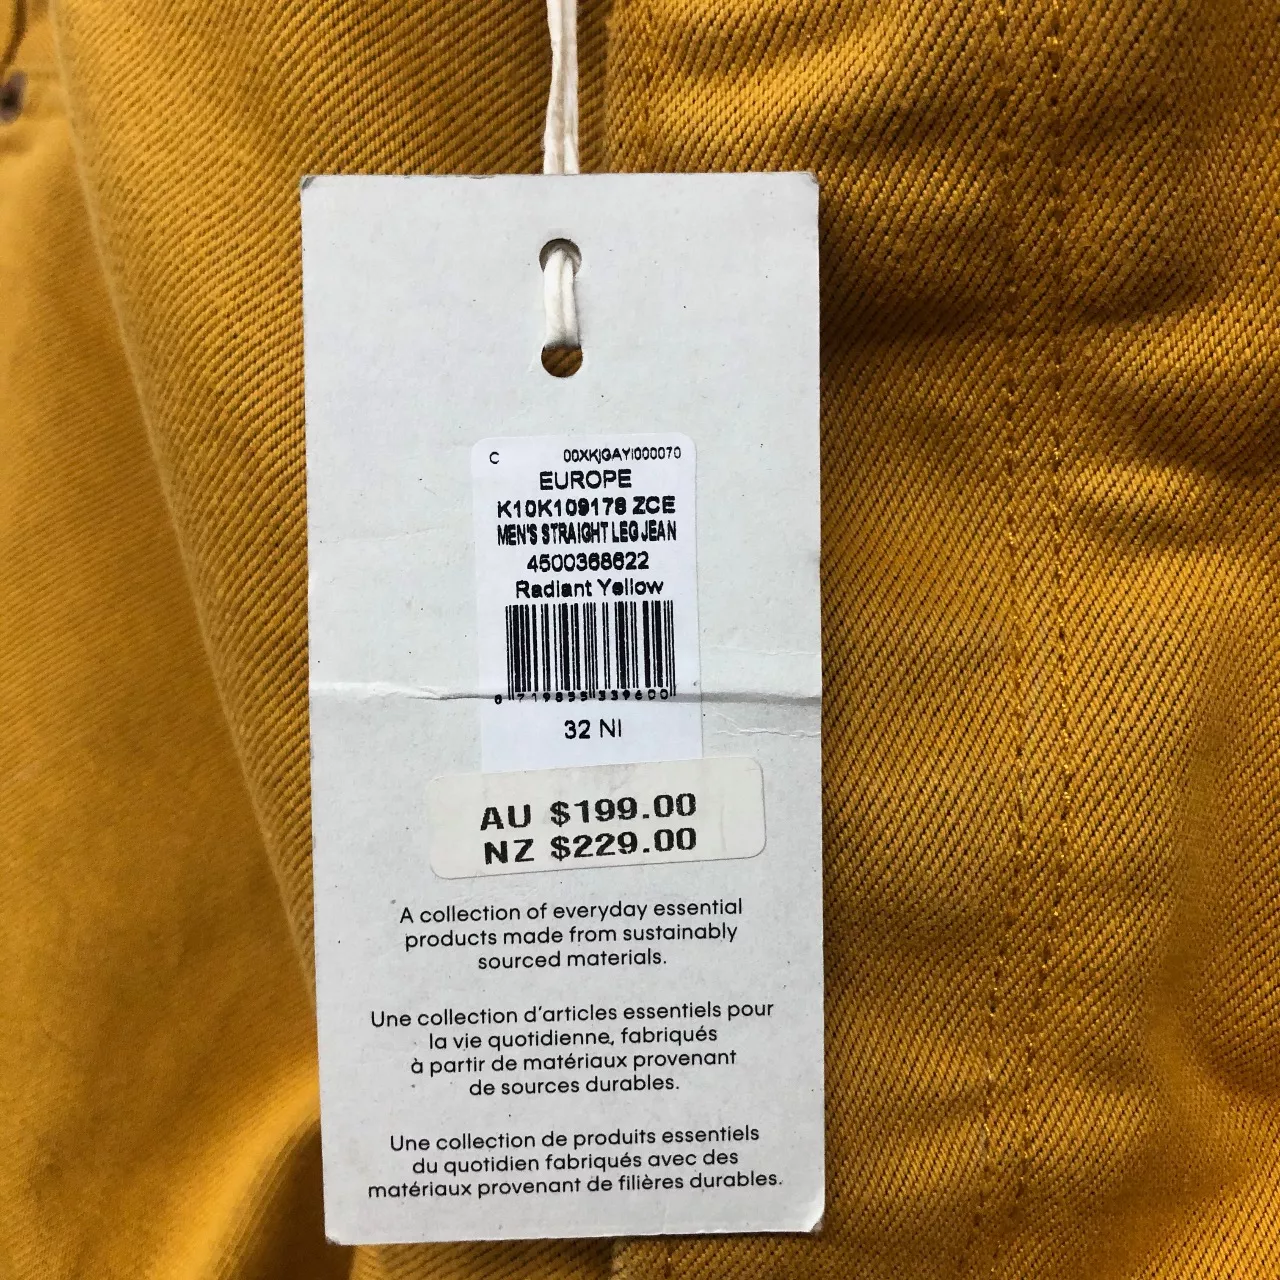 C 00XKJGAYI000070
EUROPE
K10K109178 ZCE
MEN'S STRAIGHT LEG JEAN
4500368622
Radiant Yellow
8 719855 339600
32 NI
AU $199.00
NZ $229.00
A collection of everyday essential
products made from sustainably
sourced materials.
Une collection d'articles essentiels pour
la vie quotidienne, fabriqués
à partir de matériaux provenant
de sources durables.
Une collection de produits essentiels
du quotidien fabriqués avec des
matériaux provenant de filières durables.